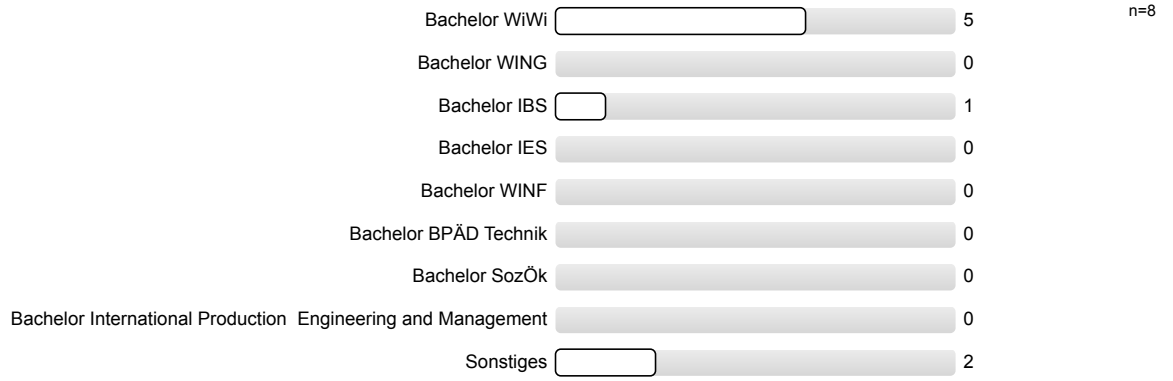 Bachelor WiWi 5 n=8
Bachelor WING 0
Bachelor IBS 1
Bachelor IES 0
Bachelor WINF 0
Bachelor BPÄD Technik 0
Bachelor SozÖk 0
Bachelor International Production Engineering and Management 0
Sonstiges 2